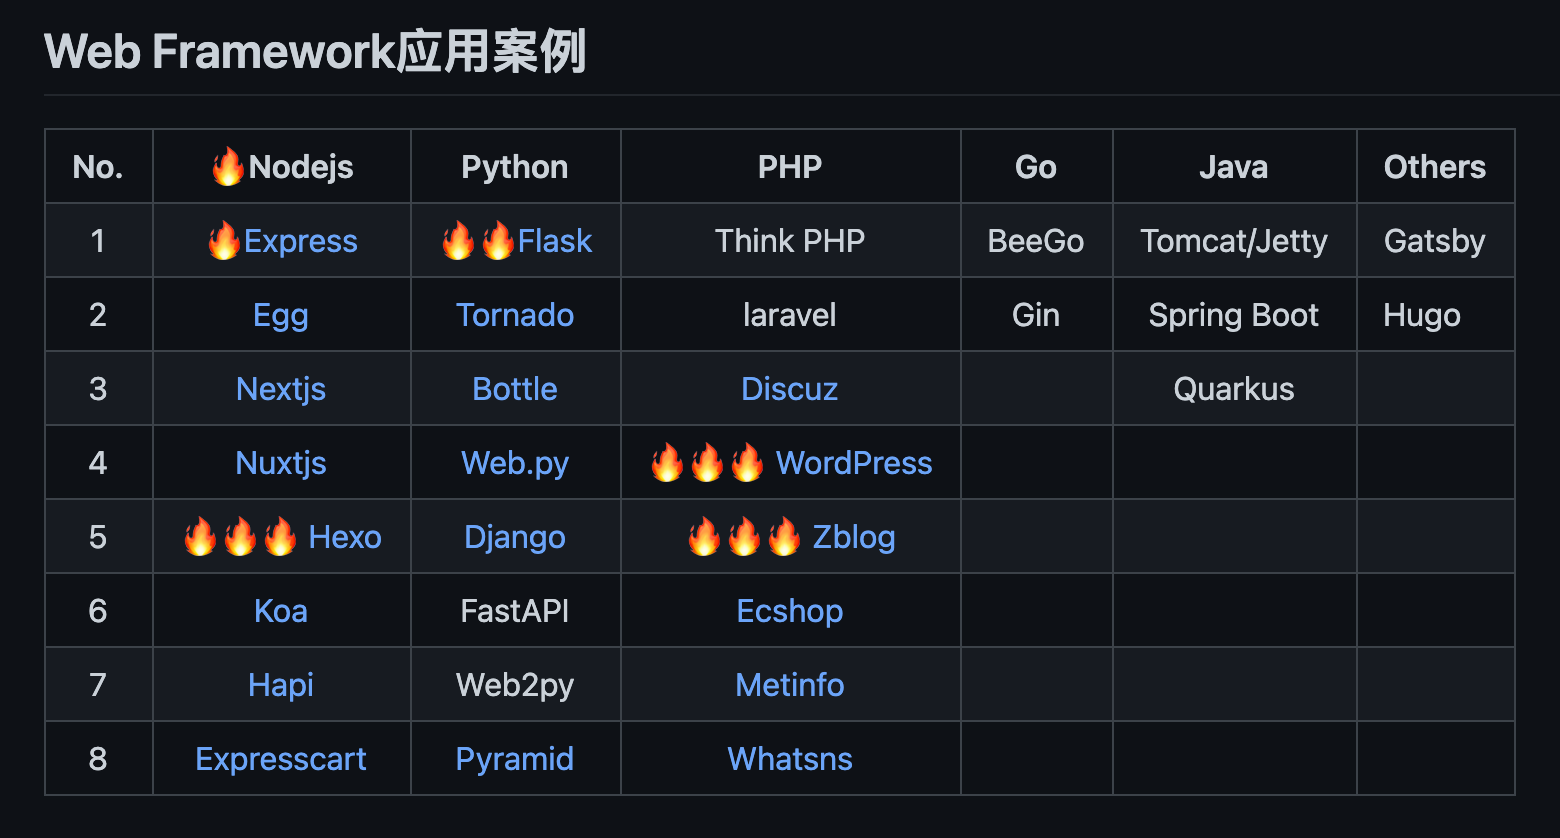 Web Framework应用案例
No. 🔥Nodejs Python PHP Go Java Others
1 🔥Express 🔥🔥Flask Think PHP BeeGo Tomcat/Jetty Gatsby
2 Egg Tornado laravel Gin Spring Boot Hugo
3 Nextjs Bottle Discuz Quarkus
4 Nuxtjs Web.py 🔥🔥🔥 WordPress
5 🔥🔥🔥 Hexo Django 🔥🔥🔥 Zblog
6 Koa FastAPI Ecshop
7 Hapi Web2py Metinfo
8 Expresscart Pyramid Whatsns